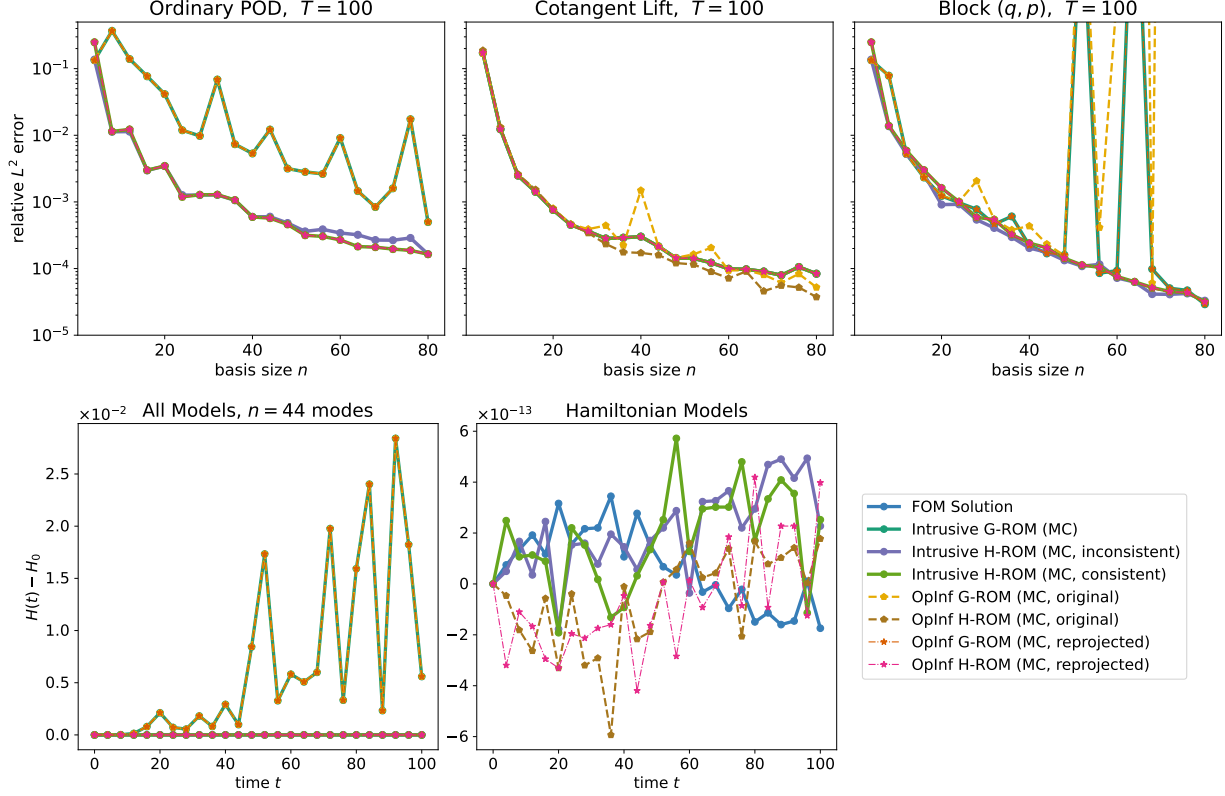 Ordinary POD, T = 100
Cotangent Lift, T = 100
Block (q, p), T = 100
relative L² error
10⁻¹
10⁻²
10⁻³
10⁻⁴
10⁻⁵
20 40 60 80
20 40 60 80
20 40 60 80
basis size n
basis size n
basis size n
×10⁻² All Models, n = 44 modes
×10⁻¹³ Hamiltonian Models
H(t) − H₀
2.5
2.0
1.5
1.0
0.5
0.0
6
4
2
0
−2
−4
−6
0 20 40 60 80 100
0 20 40 60 80 100
time t
time t
FOM Solution
Intrusive G-ROM (MC)
Intrusive H-ROM (MC, inconsistent)
Intrusive H-ROM (MC, consistent)
OpInf G-ROM (MC, original)
OpInf H-ROM (MC, original)
OpInf G-ROM (MC, reprojected)
OpInf H-ROM (MC, reprojected)